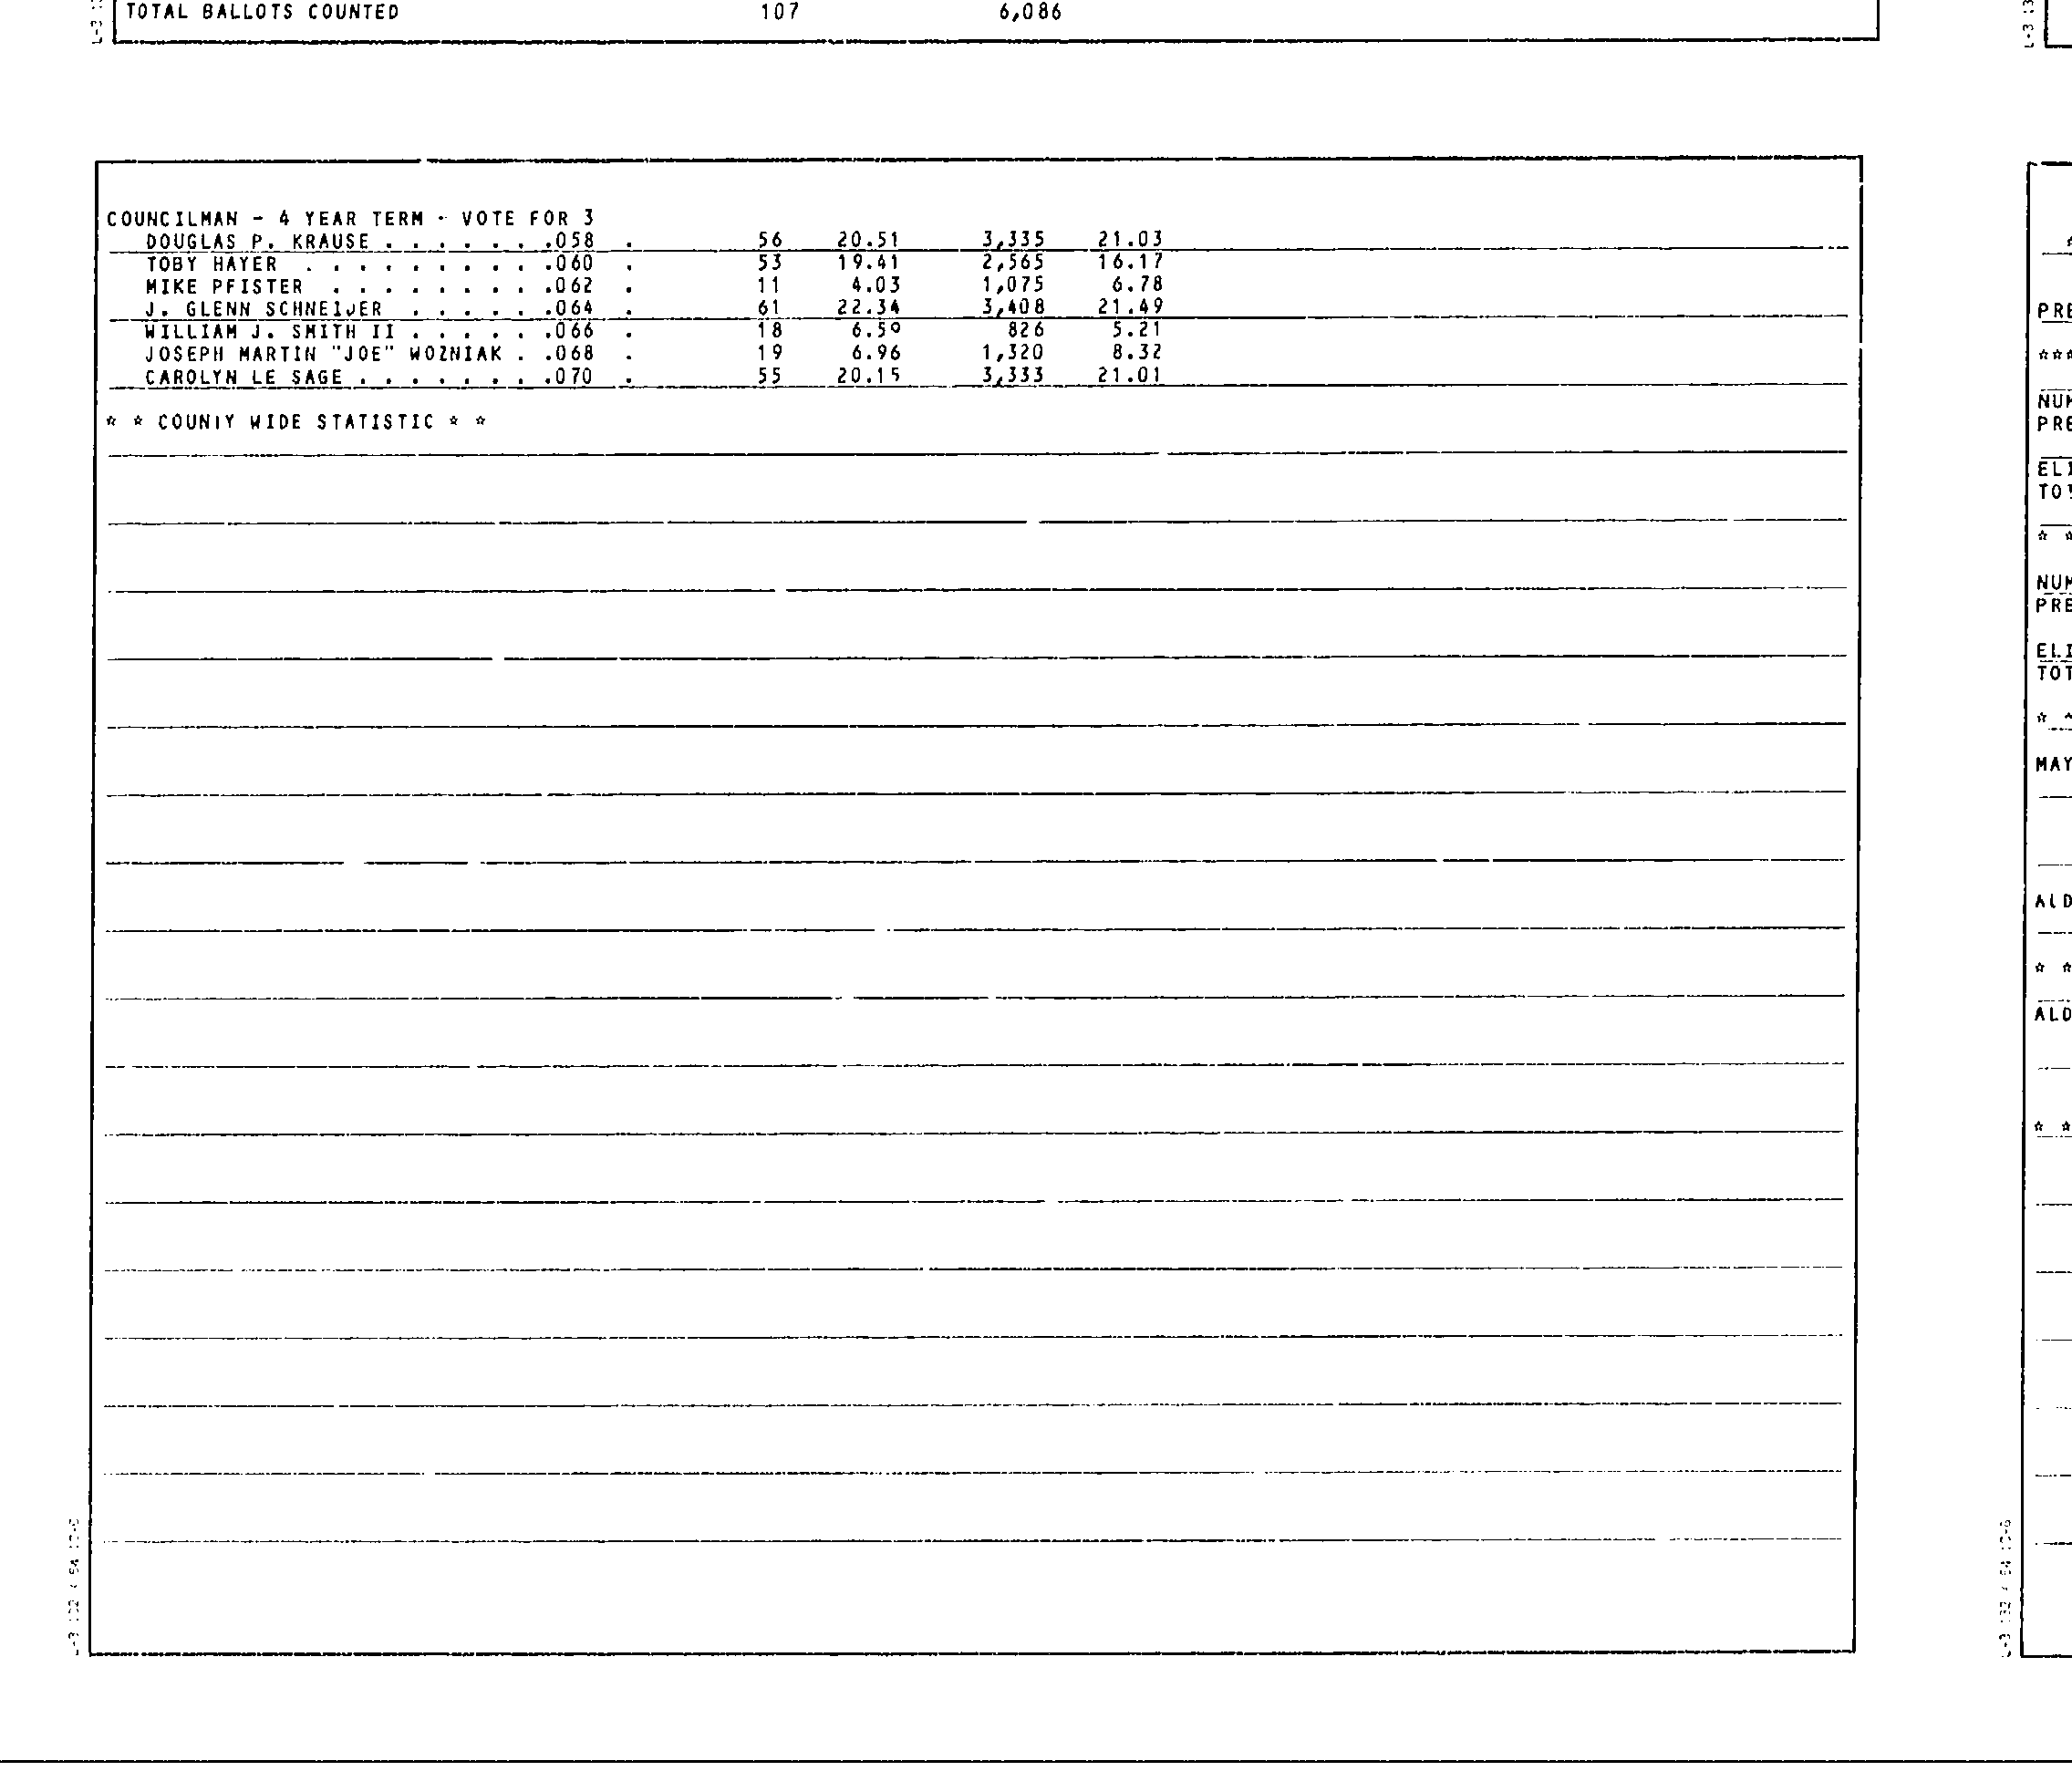 TOTAL BALLOTS COUNTED 107 6,086
COUNCILMAN - 4 YEAR TERM - VOTE FOR 3
DOUGLAS P. KRAUSE . . . . . . .058 . 56 20.51 3,335 21.03
TOBY HAYER . . . . . . . . . .060 . 53 19.41 2,565 16.17
MIKE PFISTER . . . . . . . . .062 . 11 4.03 1,075 6.78
J. GLENN SCHNEIDER . . . . . .064 . 61 22.34 3,408 21.49
WILLIAM J. SMITH II . . . . . .066 . 18 6.59 826 5.21
JOSEPH MARTIN "JOE" WOZNIAK . .068 . 19 6.96 1,320 8.32
CAROLYN LE SAGE . . . . . . . .070 . 55 20.15 3,333 21.01
* * COUNTY WIDE STATISTIC * *
PRE
***
NUM
PRE
ELI
TOT
* *
NUM
PRE
ELI
TOT
*
MAY
ALD
* *
ALD
* *